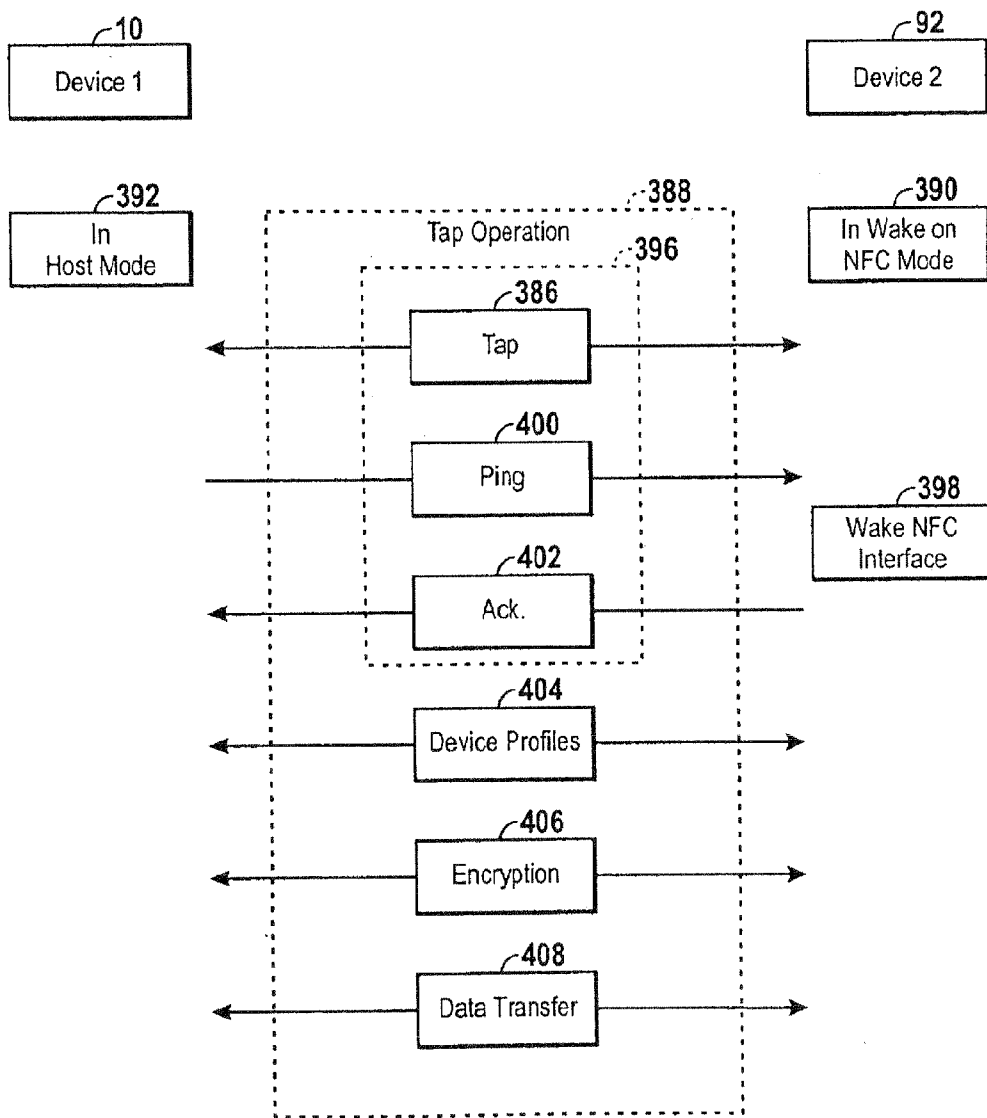 10
Device 1
92
Device 2
392
In
Host Mode
388
Tap Operation
390
In Wake on
NFC Mode
396
386
Tap
400
Ping
398
Wake NFC
Interface
402
Ack.
404
Device Profiles
406
Encryption
408
Data Transfer